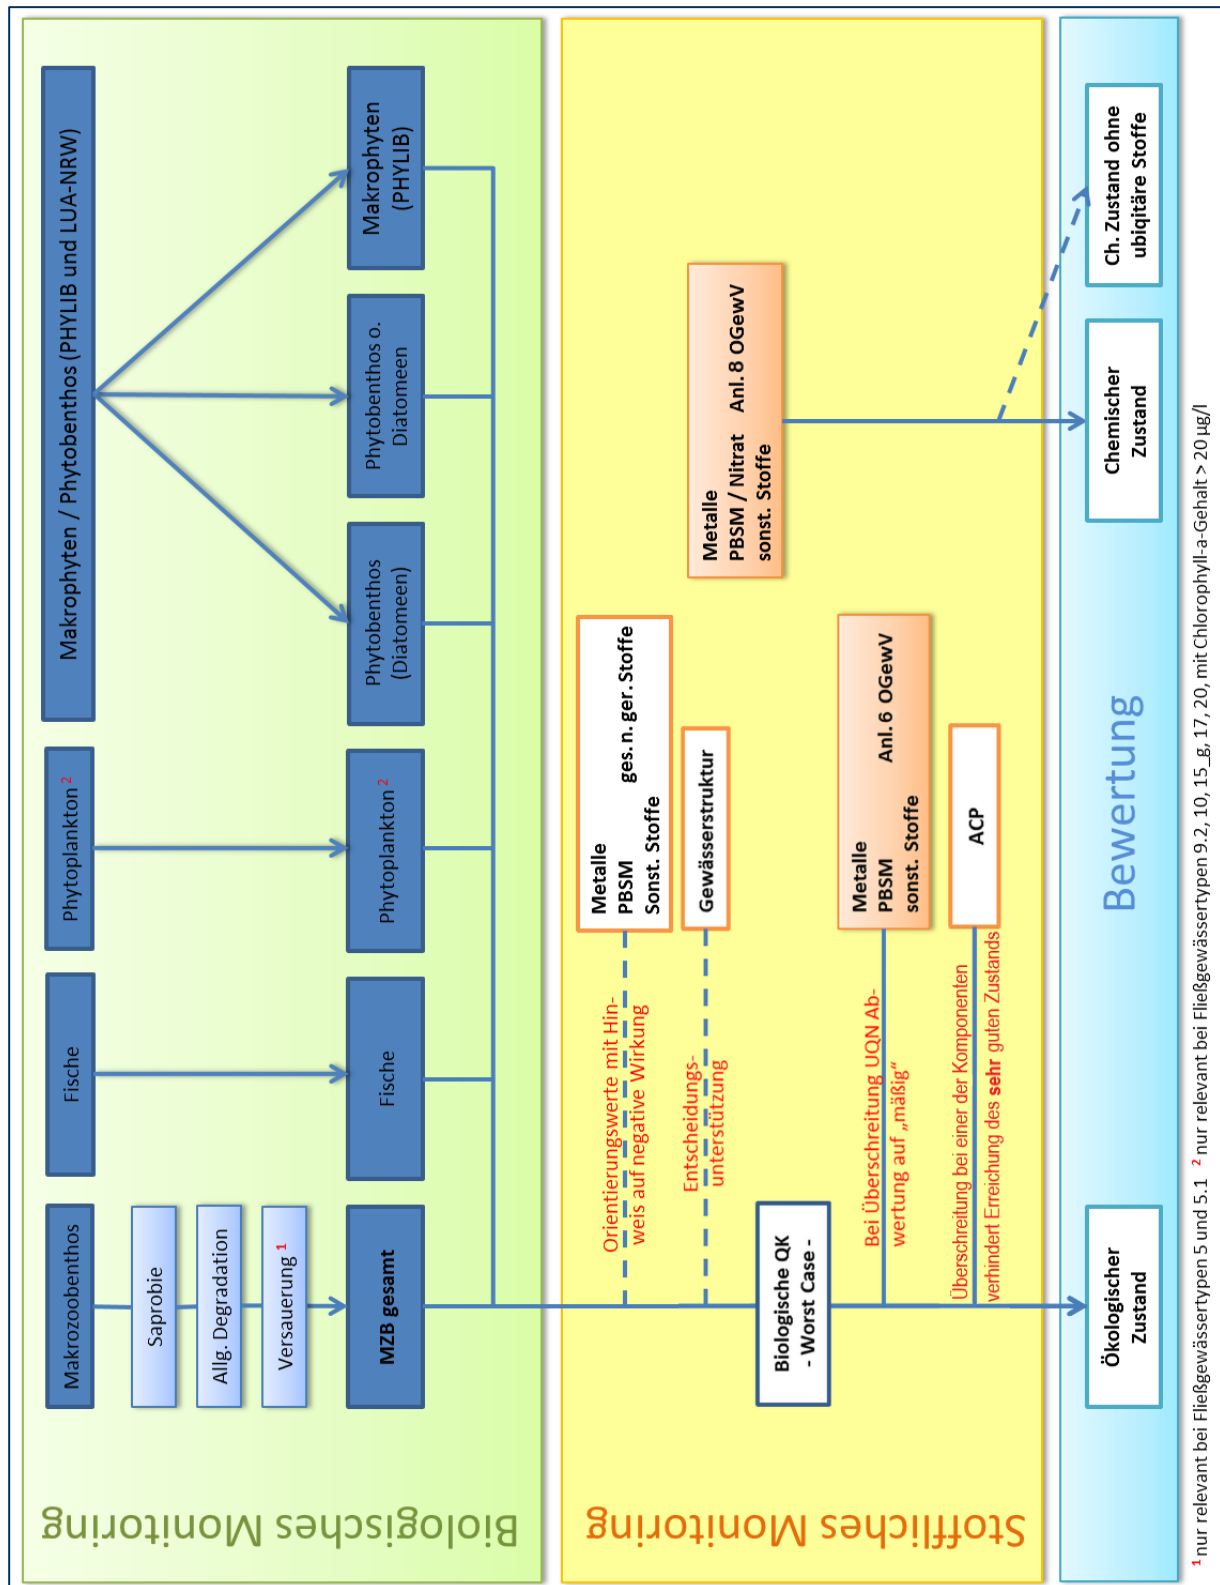 Biologisches Monitoring
Makrozoobenthos
Fische
Phytoplankton ²
Makrophyten / Phytobenthos (PHYLIB und LUA-NRW)
Saprobie
Allg. Degradation
Versauerung ¹
MZB gesamt
Fische
Phytoplankton ²
Phytobenthos
(Diatomeen)
Phytobenthos o.
Diatomeen
Makrophyten
(PHYLIB)
Stoffliches Monitoring
Orientierungswerte mit Hin-
weis auf negative Wirkung
Metalle
PBSM ges. n. ger. Stoffe
Sonst. Stoffe
Entscheidungs-
unterstützung
Gewässerstruktur
Metalle
PBSM / Nitrat Anl. 8 OGewV
sonst. Stoffe
Biologische QK
- Worst Case -
Bei Überschreitung UQN Ab-
wertung auf „mäßig“
Metalle
PBSM Anl. 6 OGewV
sonst. Stoffe
Überschreitung bei einer der Komponenten
verhindert Erreichung des sehr guten Zustands
ACP
Ökologischer
Zustand
Bewertung
Chemischer
Zustand
Ch. Zustand ohne
ubiqitäre Stoffe
¹ nur relevant bei Fließgewässertypen 5 und 5.1 ² nur relevant bei Fließgewässertypen 9.2, 10, 15_g, 17, 20, mit Chlorophyll-a-Gehalt > 20 µg/l